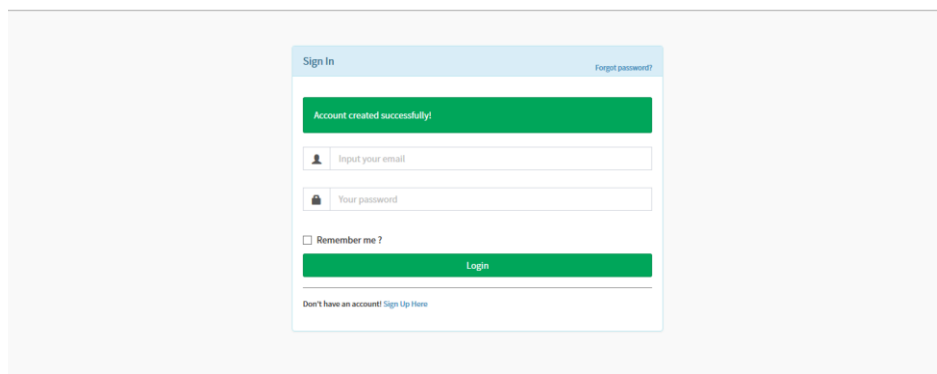 Sign In
Forgot password?
Account created successfully!
Input your email
Your password
Remember me ?
Login
Don't have an account! Sign Up Here